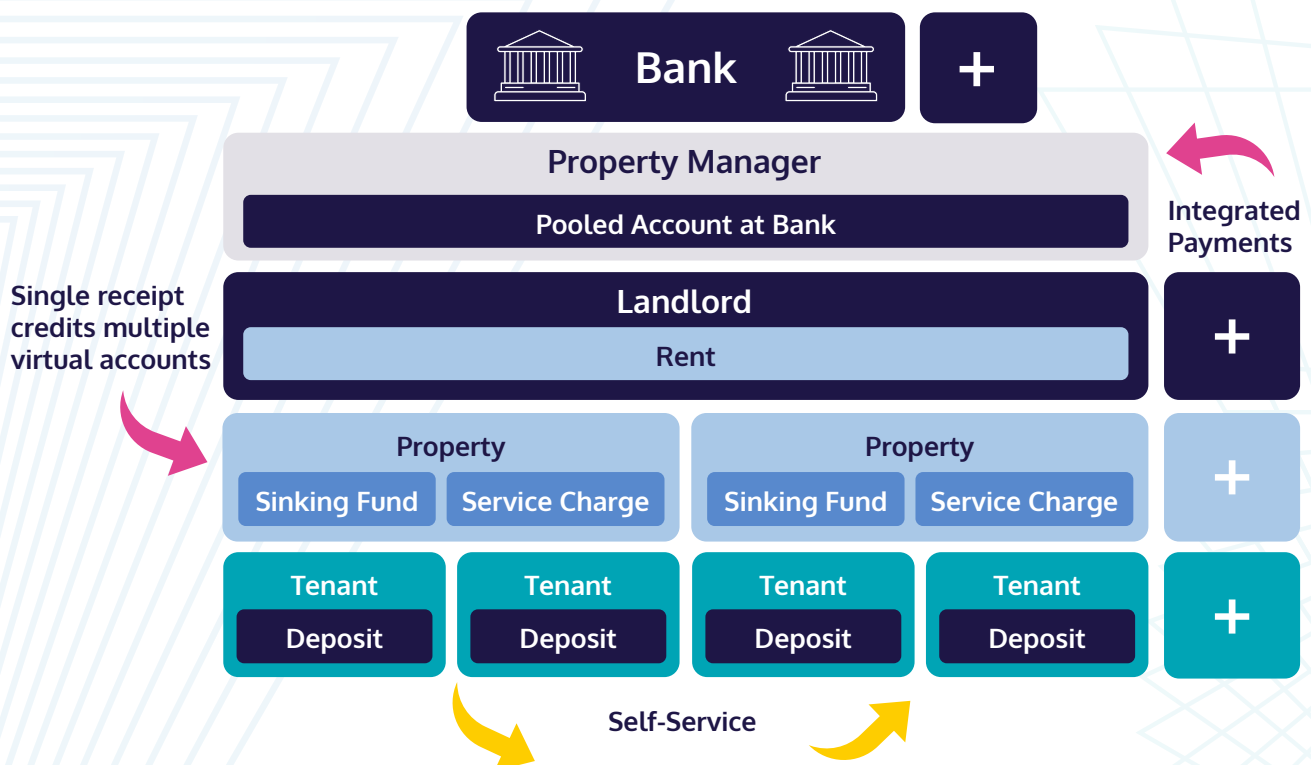 Bank
+
Property Manager
Pooled Account at Bank
Integrated
Payments
Single receipt
credits multiple
virtual accounts
Landlord
Rent
+
Property
Sinking Fund
Service Charge
Property
Sinking Fund
Service Charge
+
Tenant
Deposit
Tenant
Deposit
Tenant
Deposit
Tenant
Deposit
+
Self-Service